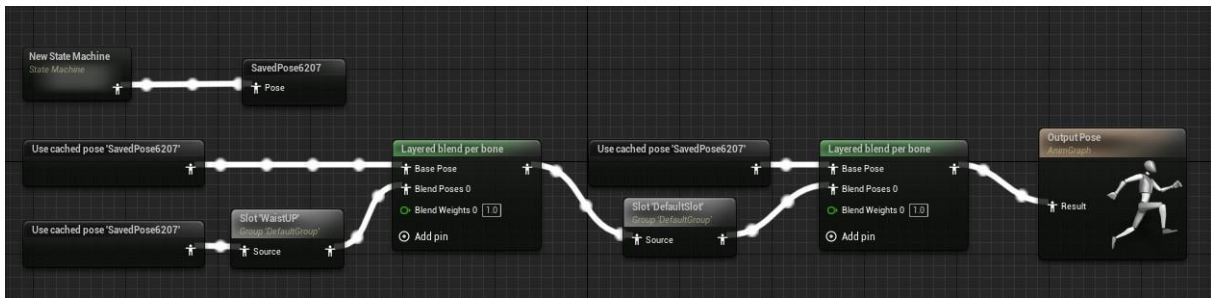 New State Machine
State Machine
SavedPose6207
Pose
Use cached pose 'SavedPose6207'
Use cached pose 'SavedPose6207'
Slot 'WaistUP'
Group 'DefaultGroup'
Source
Layered blend per bone
Base Pose
Blend Poses 0
Blend Weights 0 1.0
Add pin
Use cached pose 'SavedPose6207'
Slot 'DefaultSlot'
Group 'DefaultGroup'
Source
Layered blend per bone
Base Pose
Blend Poses 0
Blend Weights 0 1.0
Add pin
Output Pose
AnimGraph
Result